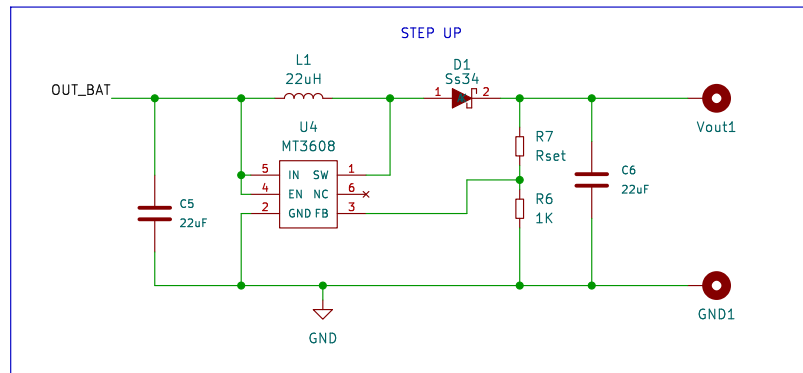 STEP UP
L1
22uH
D1
Ss34
OUT_BAT
1
2
Vout1
U4
MT3608
R7
Rset
5 IN SW 1
4 EN NC 6
2 GND FB 3
C6
22uF
C5
22uF
R6
1K
GND
GND1